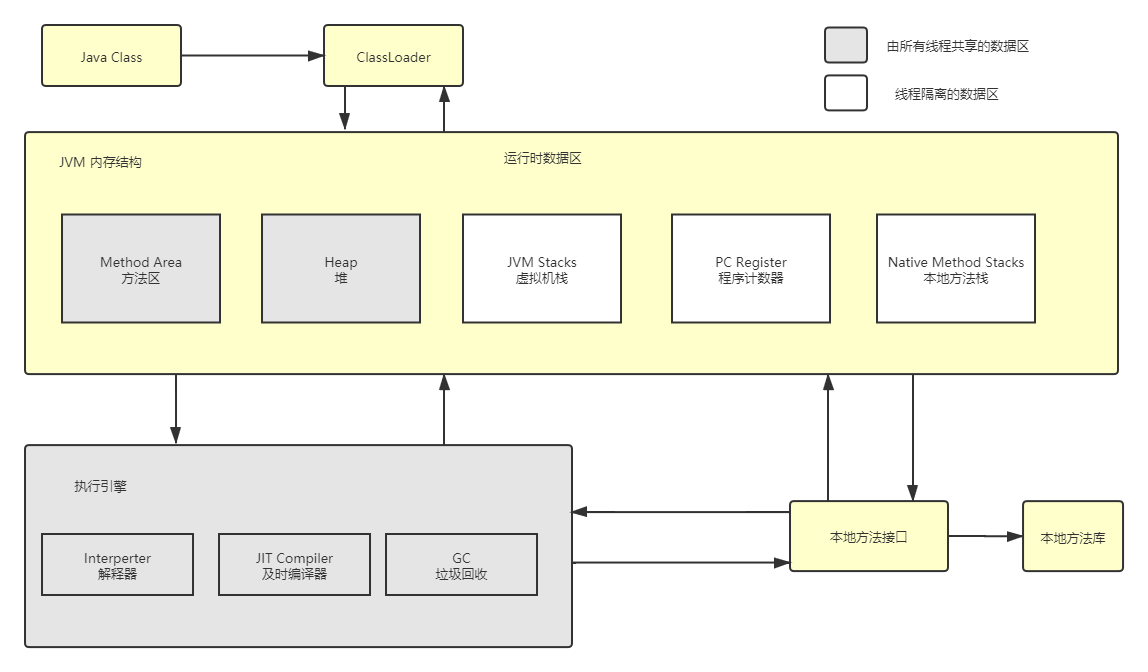 Java Class
ClassLoader
由所有线程共享的数据区
线程隔离的数据区
JVM 内存结构
运行时数据区
Method Area
方法区
Heap
堆
JVM Stacks
虚拟机栈
PC Register
程序计数器
Native Method Stacks
本地方法栈
执行引擎
Interperter
解释器
JIT Compiler
及时编译器
GC
垃圾回收
本地方法接口
本地方法库